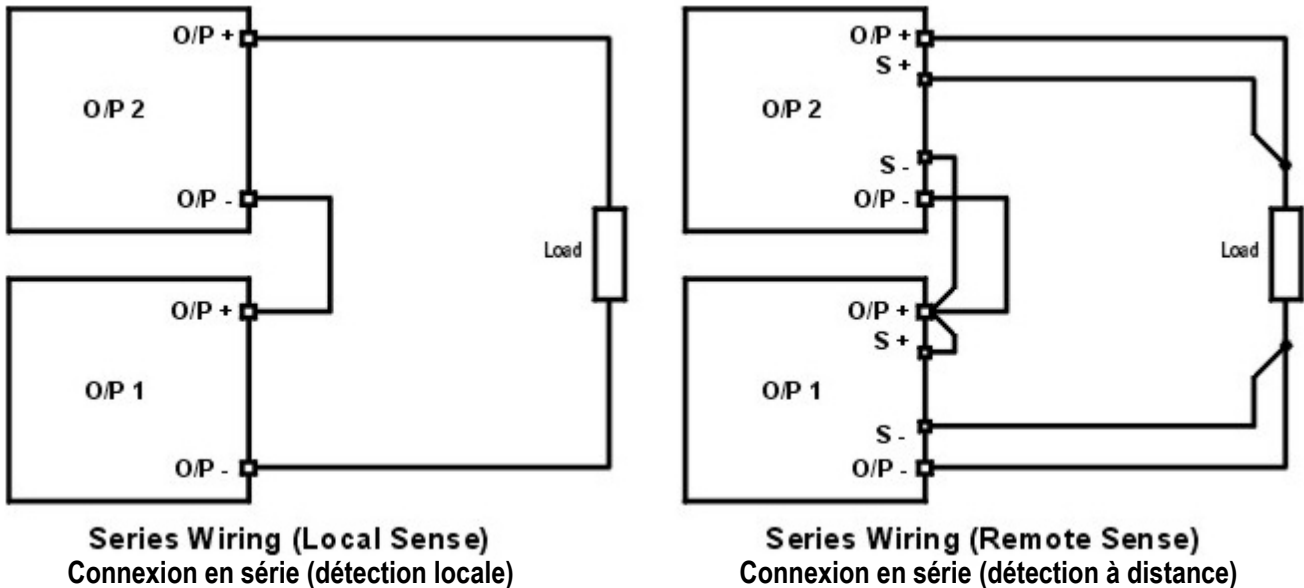 O/P +
O/P 2
O/P -
Load
O/P +
O/P 1
O/P -
Series Wiring (Local Sense)
Connexion en série (détection locale)
O/P +
S +
O/P 2
S -
O/P -
Load
O/P +
S +
O/P 1
S -
O/P -
Series Wiring (Remote Sense)
Connexion en série (détection à distance)